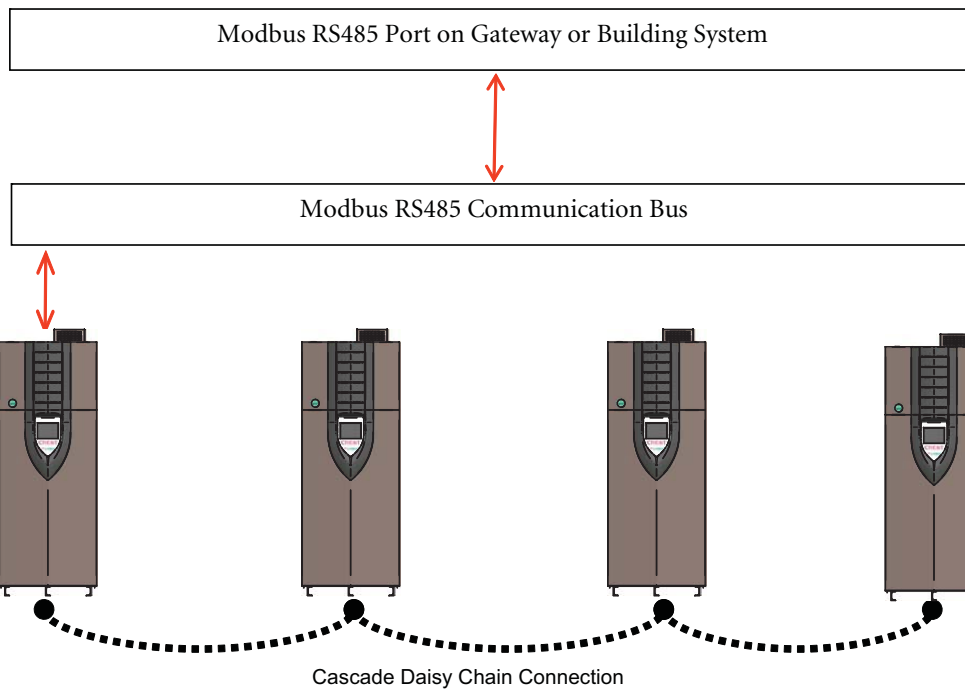 Modbus RS485 Port on Gateway or Building System
Modbus RS485 Communication Bus
Cascade Daisy Chain Connection